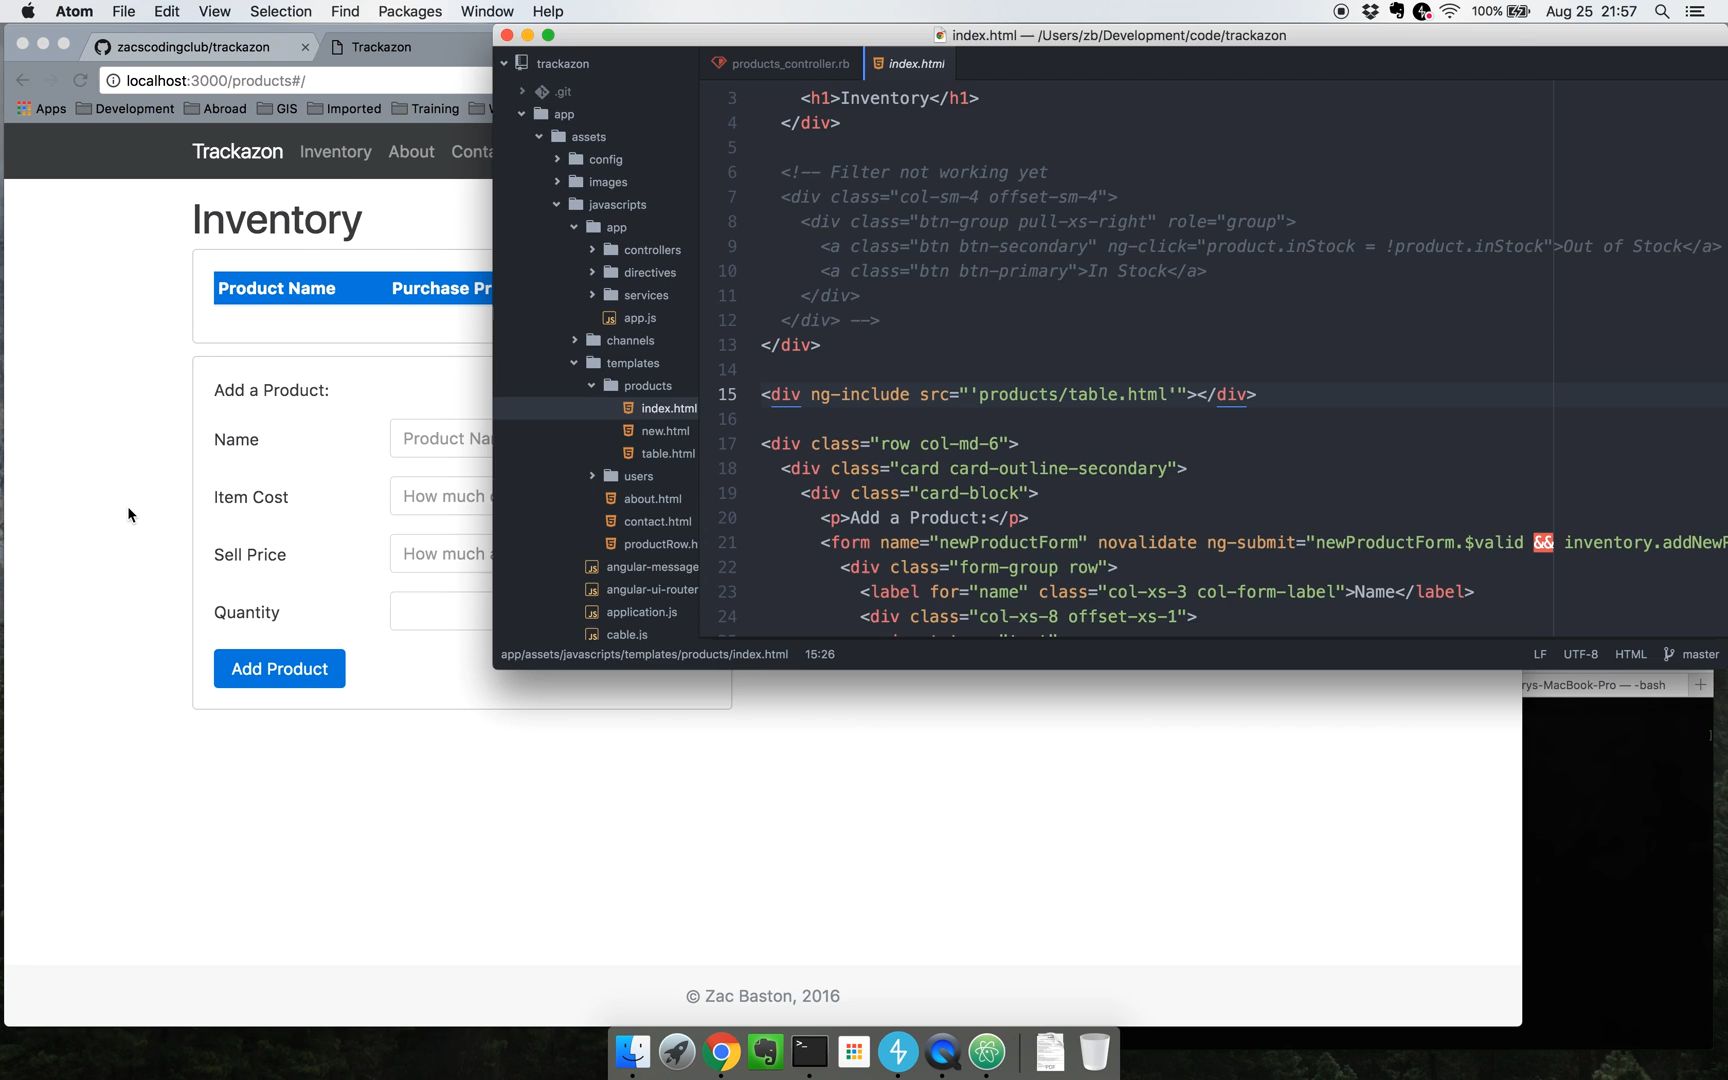 Atom File Edit View Selection Find Packages Window Help
100% Aug 25 21:57
zacscodingclub/trackazon
Trackazon
localhost:3000/products#/
Apps Development Abroad GIS Imported Training
Trackazon Inventory About Conta
Inventory
Product Name Purchase Pr
Add a Product:
Name Product Na
Item Cost How much
Sell Price How much
Quantity
Add Product
© Zac Baston, 2016
index.html — /Users/zb/Development/code/trackazon
trackazon
.git
app
assets
config
images
javascripts
app
controllers
directives
services
app.js
channels
templates
products
index.html
new.html
table.html
users
about.html
contact.html
productRow.h
angular-message
angular-ui-router
application.js
cable.js
products_controller.rb
index.html
3 <h1>Inventory</h1>
4 </div>
5
6 <!-- Filter not working yet
7 <div class="col-sm-4 offset-sm-4">
8 <div class="btn-group pull-xs-right" role="group">
9 <a class="btn btn-secondary" ng-click="product.inStock = !product.inStock">Out of Stock</a>
10 <a class="btn btn-primary">In Stock</a>
11 </div>
12 </div> -->
13 </div>
14
15 <div ng-include src="'products/table.html'"></div>
16
17 <div class="row col-md-6">
18 <div class="card card-outline-secondary">
19 <div class="card-block">
20 <p>Add a Product:</p>
21 <form name="newProductForm" novalidate ng-submit="newProductForm.$valid && inventory.addNewP
22 <div class="form-group row">
23 <label for="name" class="col-xs-3 col-form-label">Name</label>
24 <div class="col-xs-8 offset-xs-1">
app/assets/javascripts/templates/products/index.html 15:26
LF UTF-8 HTML master
rys-MacBook-Pro — -bash